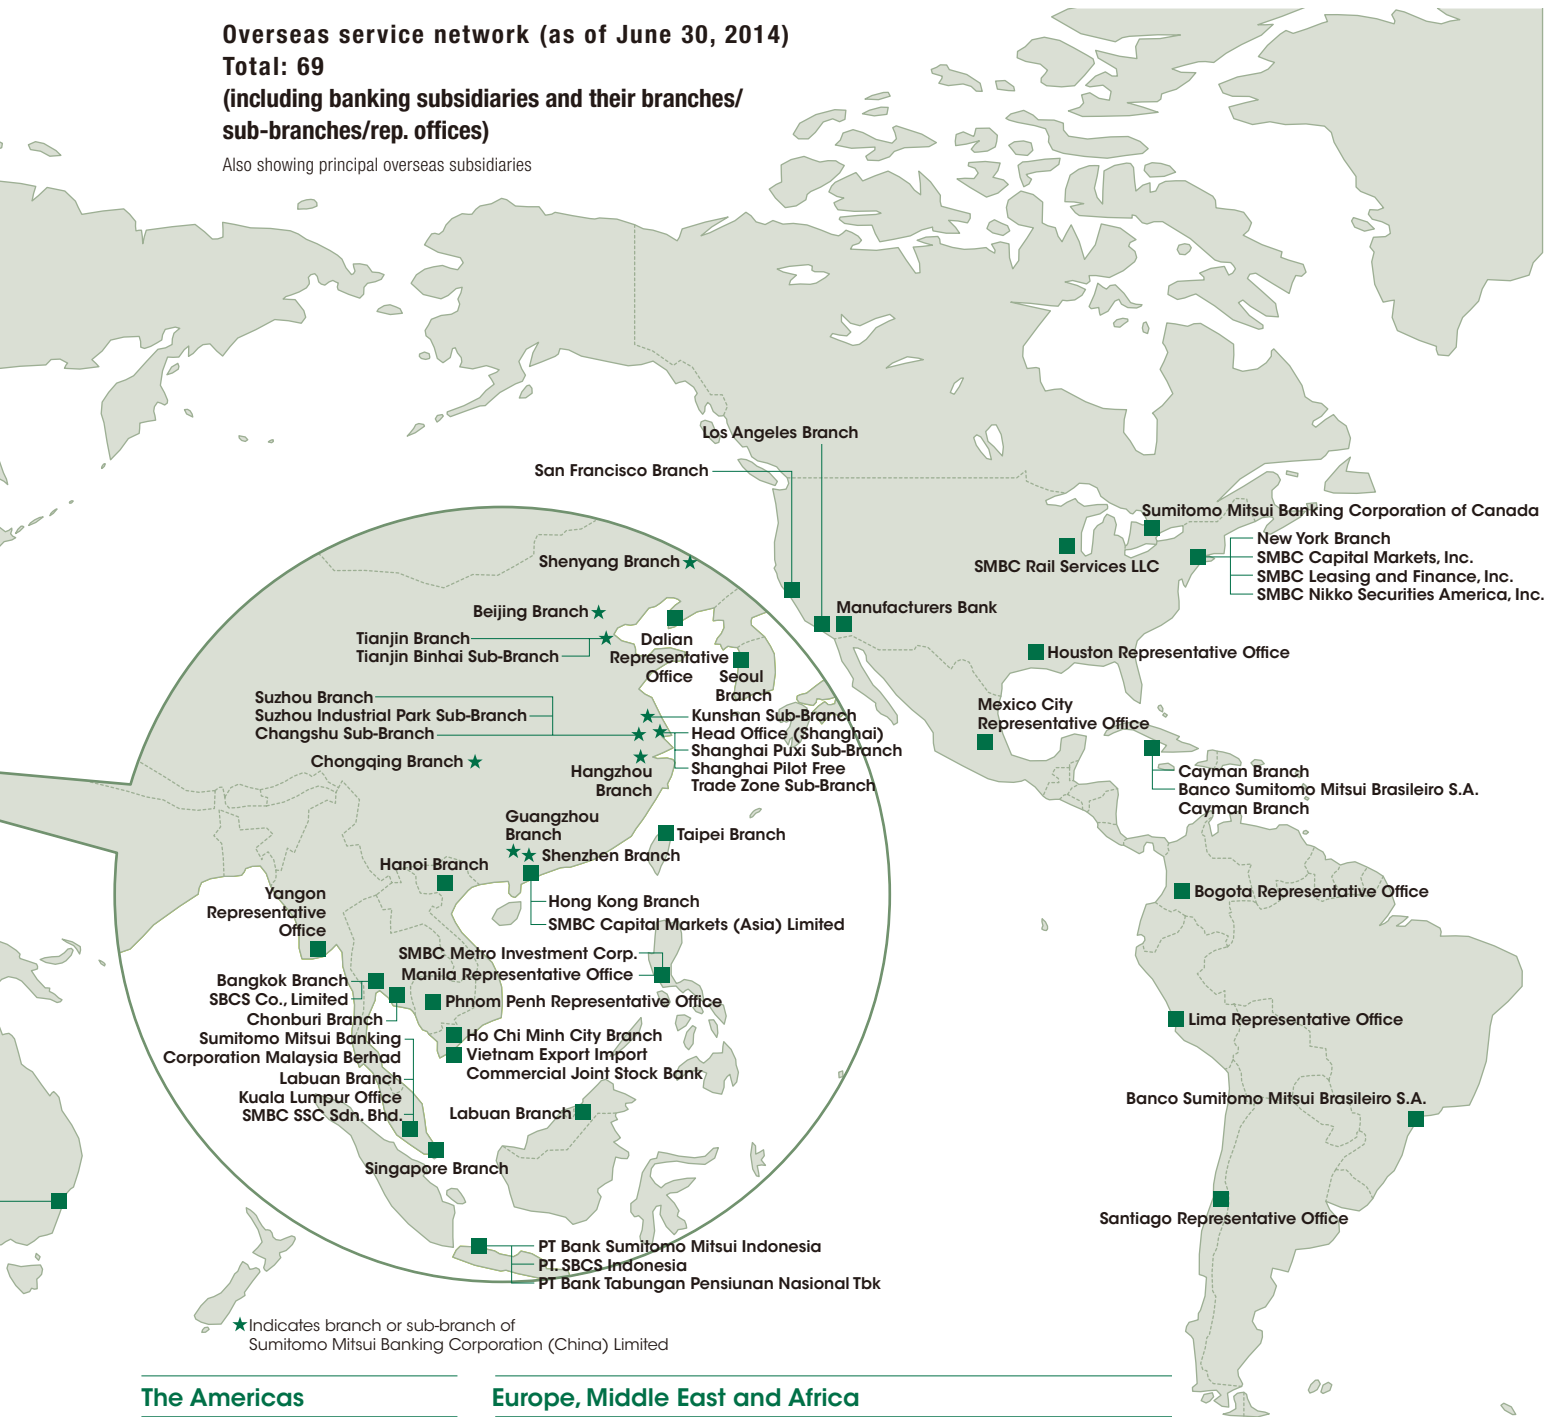 Overseas service network (as of June 30, 2014)
Total: 69
(including banking subsidiaries and their branches/
sub-branches/rep. offices)
Also showing principal overseas subsidiaries
Los Angeles Branch
San Francisco Branch
Sumitomo Mitsui Banking Corporation of Canada
New York Branch
SMBC Capital Markets, Inc.
SMBC Leasing and Finance, Inc.
SMBC Nikko Securities America, Inc.
SMBC Rail Services LLC
Manufacturers Bank
Houston Representative Office
Mexico City
Representative Office
Cayman Branch
Banco Sumitomo Mitsui Brasileiro S.A.
Cayman Branch
Bogota Representative Office
Lima Representative Office
Banco Sumitomo Mitsui Brasileiro S.A.
Santiago Representative Office
Shenyang Branch★
Beijing Branch★
Tianjin Branch
Tianjin Binhai Sub-Branch
Dalian
Representative
Office
Seoul
Branch
Suzhou Branch
Suzhou Industrial Park Sub-Branch
Changshu Sub-Branch
Kunshan Sub-Branch
Head Office (Shanghai)
Shanghai Puxi Sub-Branch
Shanghai Pilot Free
Trade Zone Sub-Branch
Chongqing Branch★
Hangzhou
Branch
Guangzhou
Branch
Shenzhen Branch
Taipei Branch
Hanoi Branch
Hong Kong Branch
SMBC Capital Markets (Asia) Limited
Yangon
Representative
Office
SMBC Metro Investment Corp.
Manila Representative Office
Bangkok Branch
SBCS Co., Limited
Chonburi Branch
Phnom Penh Representative Office
Ho Chi Minh City Branch
Vietnam Export Import
Commercial Joint Stock Bank
Sumitomo Mitsui Banking
Corporation Malaysia Berhad
Labuan Branch
Kuala Lumpur Office
SMBC SSC Sdn. Bhd.
Labuan Branch
Singapore Branch
PT Bank Sumitomo Mitsui Indonesia
PT. SBCS Indonesia
PT Bank Tabungan Pensiunan Nasional Tbk
★Indicates branch or sub-branch of
Sumitomo Mitsui Banking Corporation (China) Limited
The Americas
Europe, Middle East and Africa